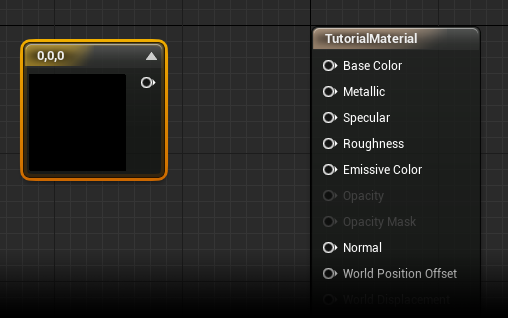 0,0,0
TutorialMaterial
Base Color
Metallic
Specular
Roughness
Emissive Color
Opacity
Opacity Mask
Normal
World Position Offset
World Displacement